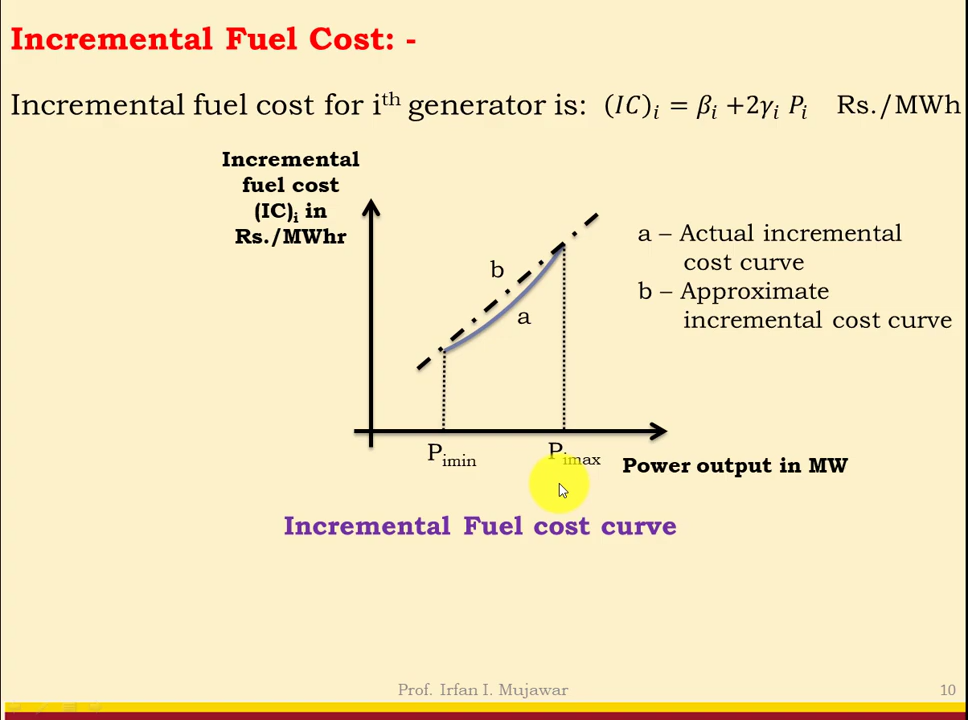 Incremental Fuel Cost: -
Incremental fuel cost for iᵗʰ generator is: (𝐼𝐶)ᵢ = βᵢ +2γᵢ Pᵢ Rs./MWh
Incremental
fuel cost
(IC)ᵢ in
Rs./MWhr
a – Actual incremental
cost curve
b – Approximate
incremental cost curve
b
a
Pimin
Pimax
Power output in MW
Incremental Fuel cost curve
Prof. Irfan I. Mujawar
10